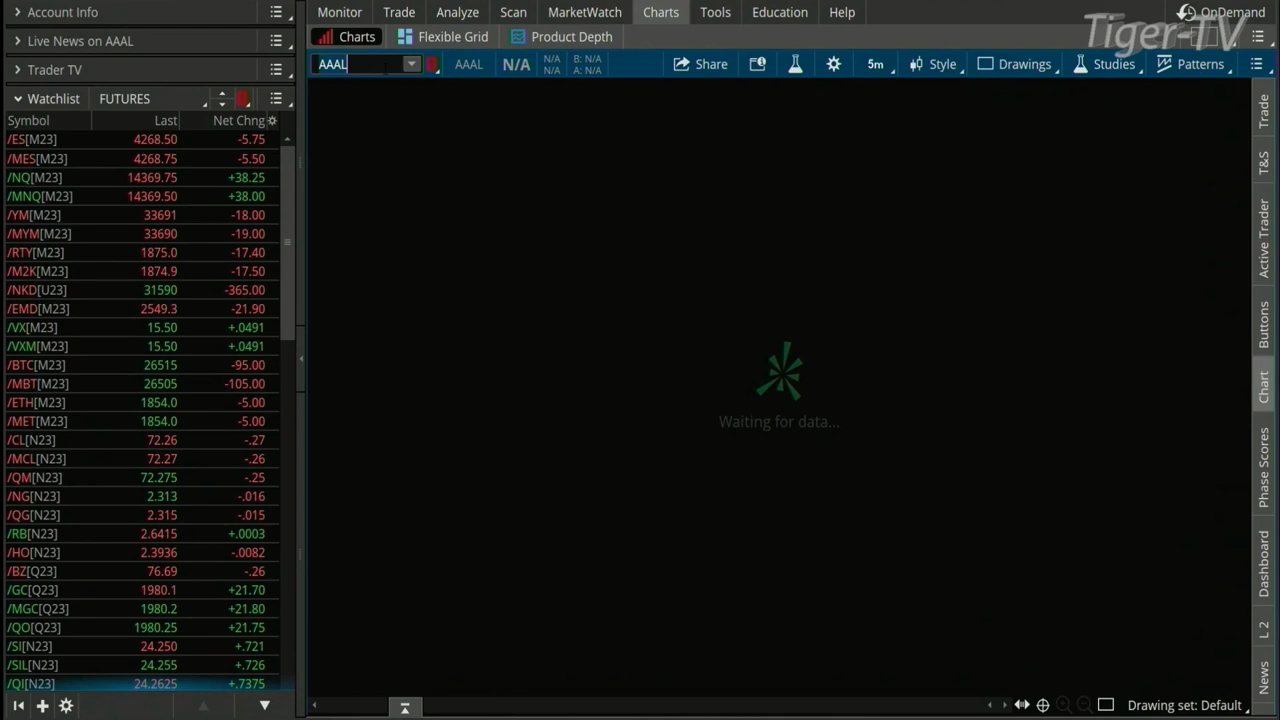 Account Info
Live News on AAAL
Trader TV
Watchlist FUTURES
Symbol Last Net Chng
/ES[M23] 4268.50 -5.75
/MES[M23] 4268.75 -5.50
/NQ[M23] 14369.75 +38.25
/MNQ[M23] 14369.50 +38.00
/YM[M23] 33691 -18.00
/MYM[M23] 33690 -19.00
/RTY[M23] 1875.0 -17.40
/M2K[M23] 1874.9 -17.50
/NKD[U23] 31590 -365.00
/EMD[M23] 2549.3 -21.90
/VX[M23] 15.50 +.0491
/VXM[M23] 15.50 +.0491
/BTC[M23] 26515 -95.00
/MBT[M23] 26505 -105.00
/ETH[M23] 1854.0 -5.00
/MET[M23] 1854.0 -5.00
/CL[N23] 72.26 -.27
/MCL[N23] 72.27 -.26
/QM[N23] 72.275 -.25
/NG[N23] 2.313 -.016
/QG[N23] 2.315 -.015
/RB[N23] 2.6415 +.0003
/HO[N23] 2.3936 -.0082
/BZ[Q23] 76.69 -.26
/GC[Q23] 1980.1 +21.70
/MGC[Q23] 1980.2 +21.80
/QO[Q23] 1980.25 +21.75
/SI[N23] 24.250 +.721
/SIL[N23] 24.255 +.726
/QI[N23] 24.2625 +.7375
Monitor Trade Analyze Scan MarketWatch Charts Tools Education Help OnDemand
Tiger-TV
Charts Flexible Grid Product Depth
AAAL AAAL N/A N/A B: N/A Share 5m Style Drawings Studies Patterns
N/A A: N/A
Waiting for data...
Trade
T&S
Active Trader
Buttons
Chart
Phase Scores
Dashboard
L 2
News
Drawing set: Default